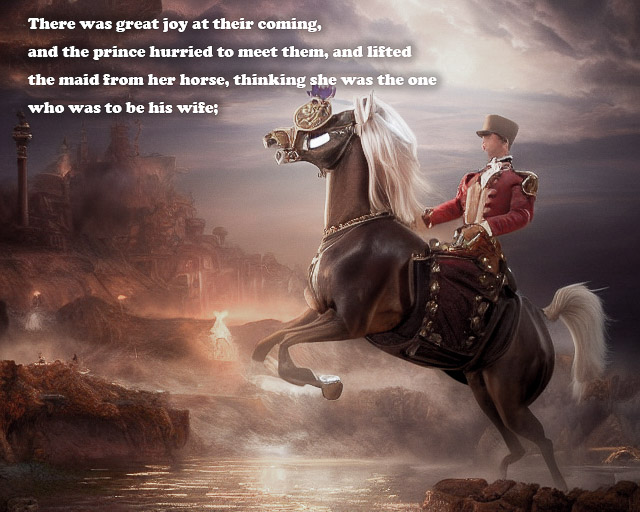 There was great joy at their coming,
and the prince hurried to meet them, and lifted
the maid from her horse, thinking she was the one
who was to be his wife;